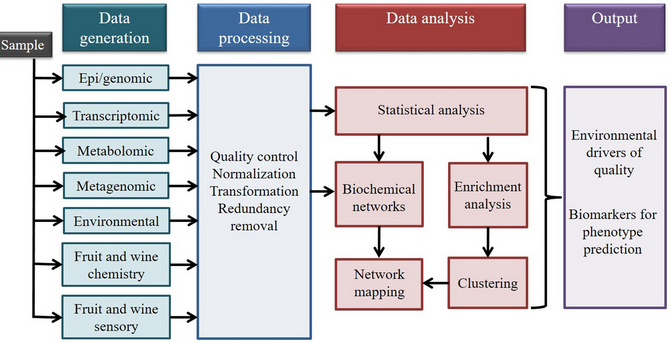 Sample
Data
generation
Data
processing
Data analysis
Output
Epi/genomic
Transcriptomic
Metabolomic
Metagenomic
Environmental
Fruit and wine
chemistry
Fruit and wine
sensory
Quality control
Normalization
Transformation
Redundancy
removal
Statistical analysis
Biochemical
networks
Enrichment
analysis
Network
mapping
Clustering
Environmental
drivers of
quality
Biomarkers for
phenotype
prediction